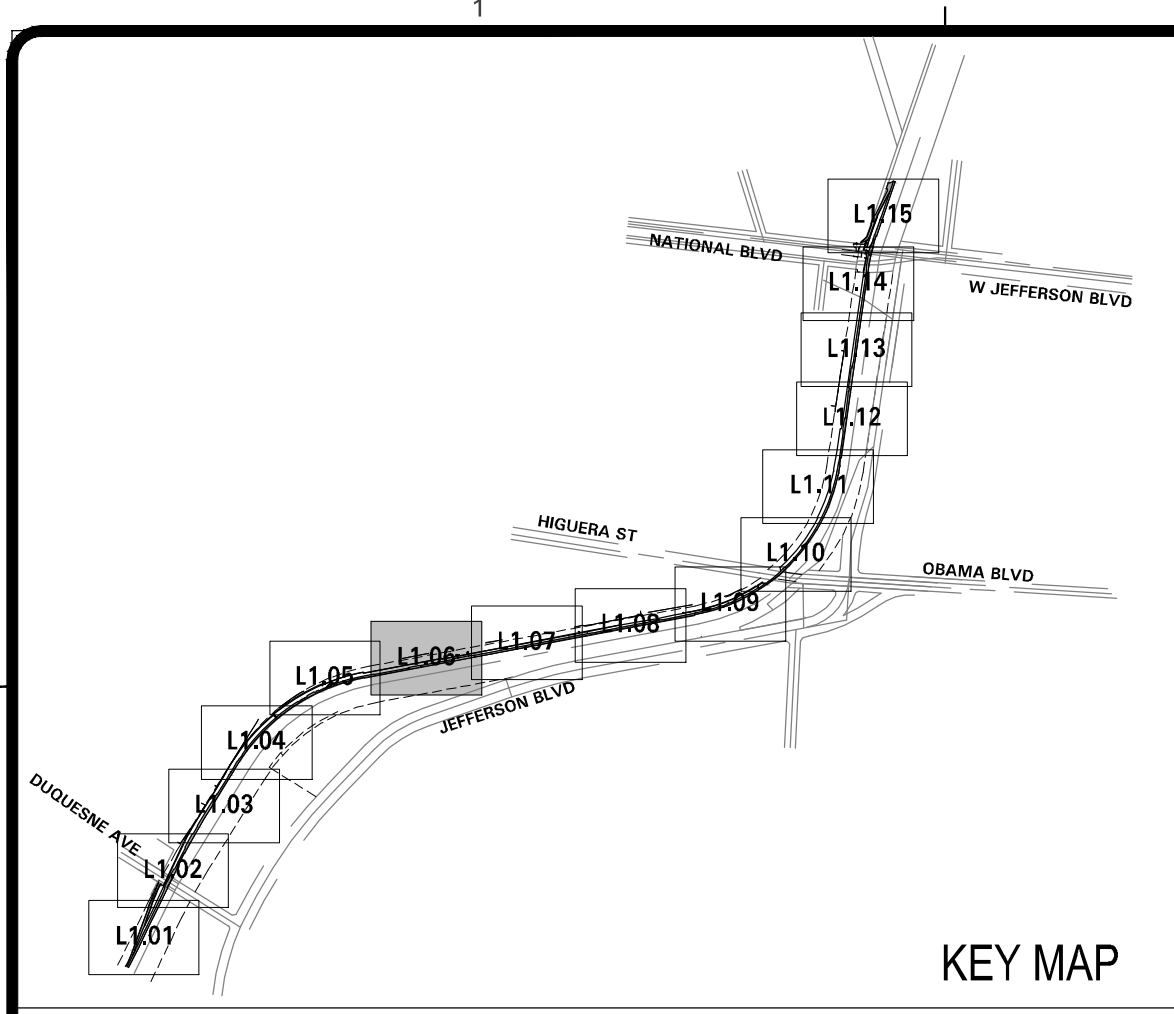 1
L1.15
NATIONAL BLVD
L1.14
W JEFFERSON BLVD
L1.13
L1.12
L1.11
HIGUERA ST
L1.10
OBAMA BLVD
L1.09
L1.08
L1.07
L1.06
L1.05
JEFFERSON BLVD
L1.04
DUQUESNE AVE
L1.03
L1.02
L1.01
KEY MAP